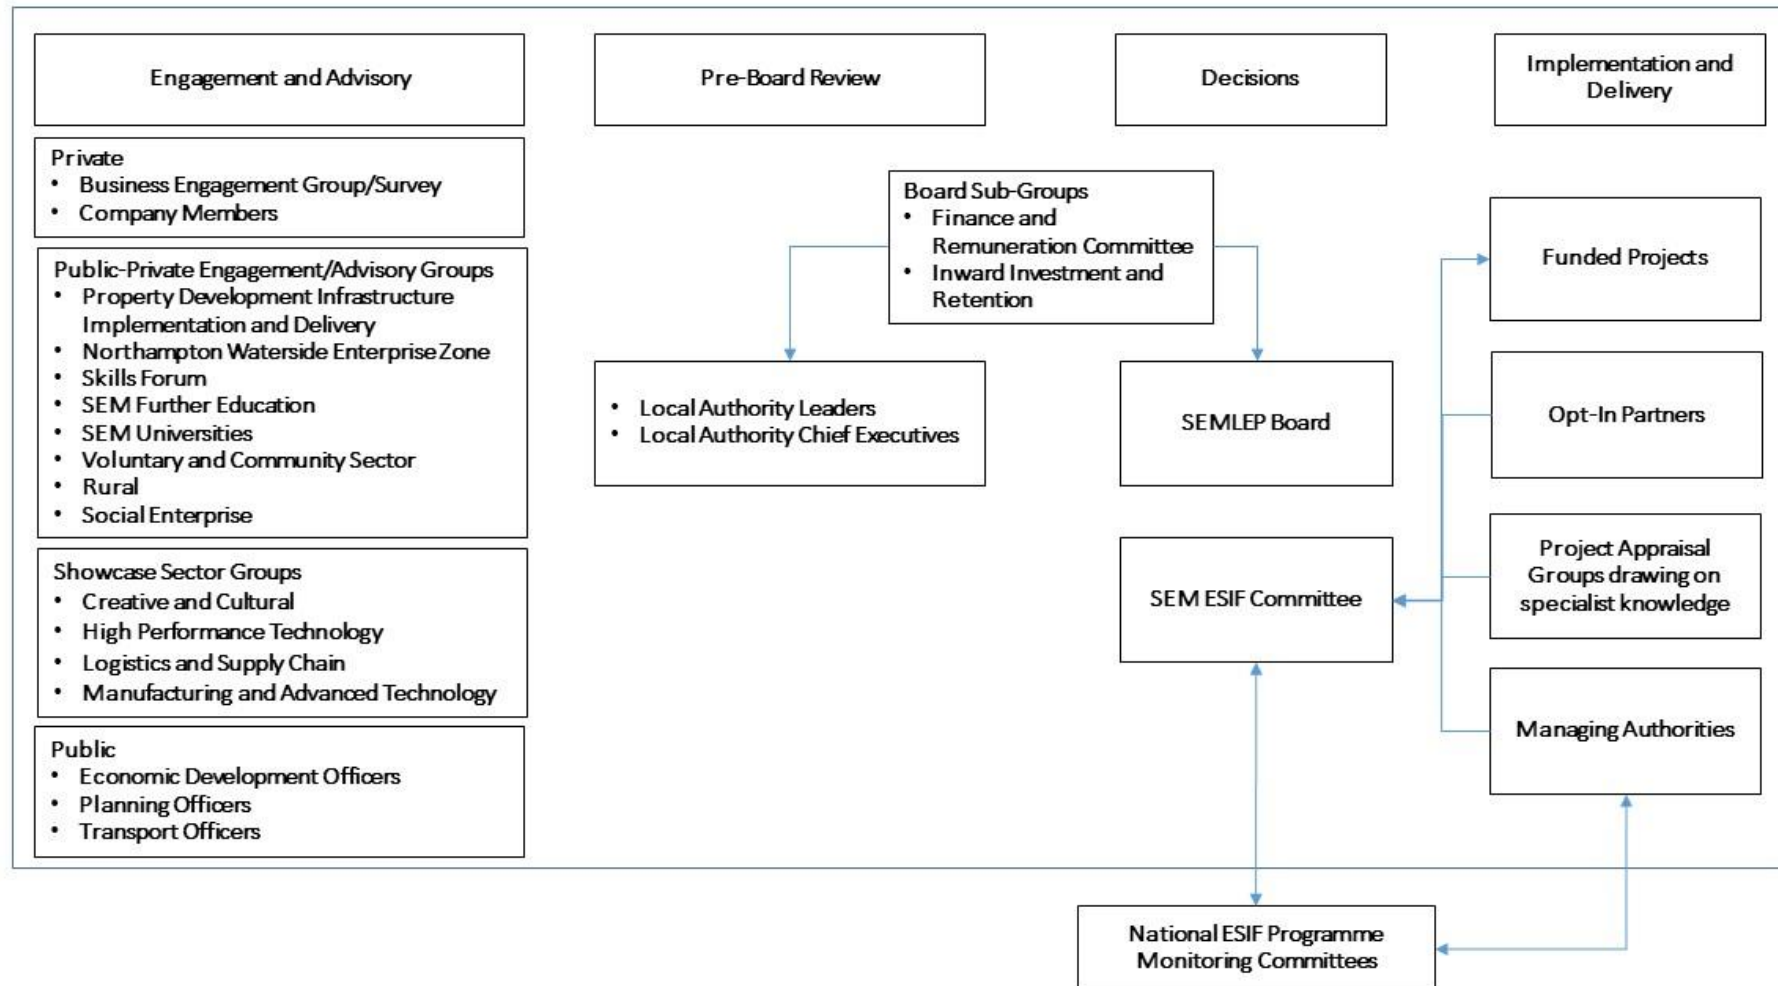 Engagement and Advisory
Pre-Board Review
Decisions
Implementation and
Delivery
Private
• Business Engagement Group/Survey
• Company Members
Public-Private Engagement/Advisory Groups
• Property Development Infrastructure
Implementation and Delivery
• Northampton Waterside Enterprise Zone
• Skills Forum
• SEM Further Education
• SEM Universities
• Voluntary and Community Sector
• Rural
• Social Enterprise
Showcase Sector Groups
• Creative and Cultural
• High Performance Technology
• Logistics and Supply Chain
• Manufacturing and Advanced Technology
Public
• Economic Development Officers
• Planning Officers
• Transport Officers
Board Sub-Groups
• Finance and
Remuneration Committee
• Inward Investment and
Retention
• Local Authority Leaders
• Local Authority Chief Executives
SEMLEP Board
SEM ESIF Committee
Funded Projects
Opt-In Partners
Project Appraisal
Groups drawing on
specialist knowledge
Managing Authorities
National ESIF Programme
Monitoring Committees